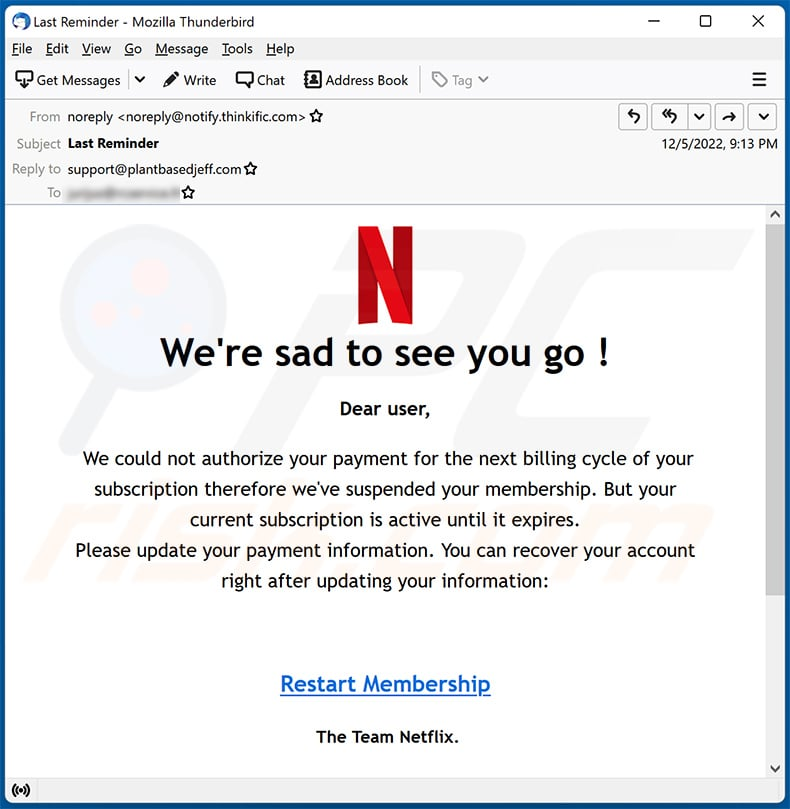 Last Reminder - Mozilla Thunderbird
File Edit View Go Message Tools Help
Get Messages Write Chat Address Book Tag
From noreply <noreply@notify.thinkific.com>
Subject Last Reminder 12/5/2022, 9:13 PM
Reply to support@plantbasedjeff.com
To
PC
risk.com
N
We're sad to see you go !
Dear user,
We could not authorize your payment for the next billing cycle of your
subscription therefore we've suspended your membership. But your
current subscription is active until it expires.
Please update your payment information. You can recover your account
right after updating your information:
Restart Membership
The Team Netflix.